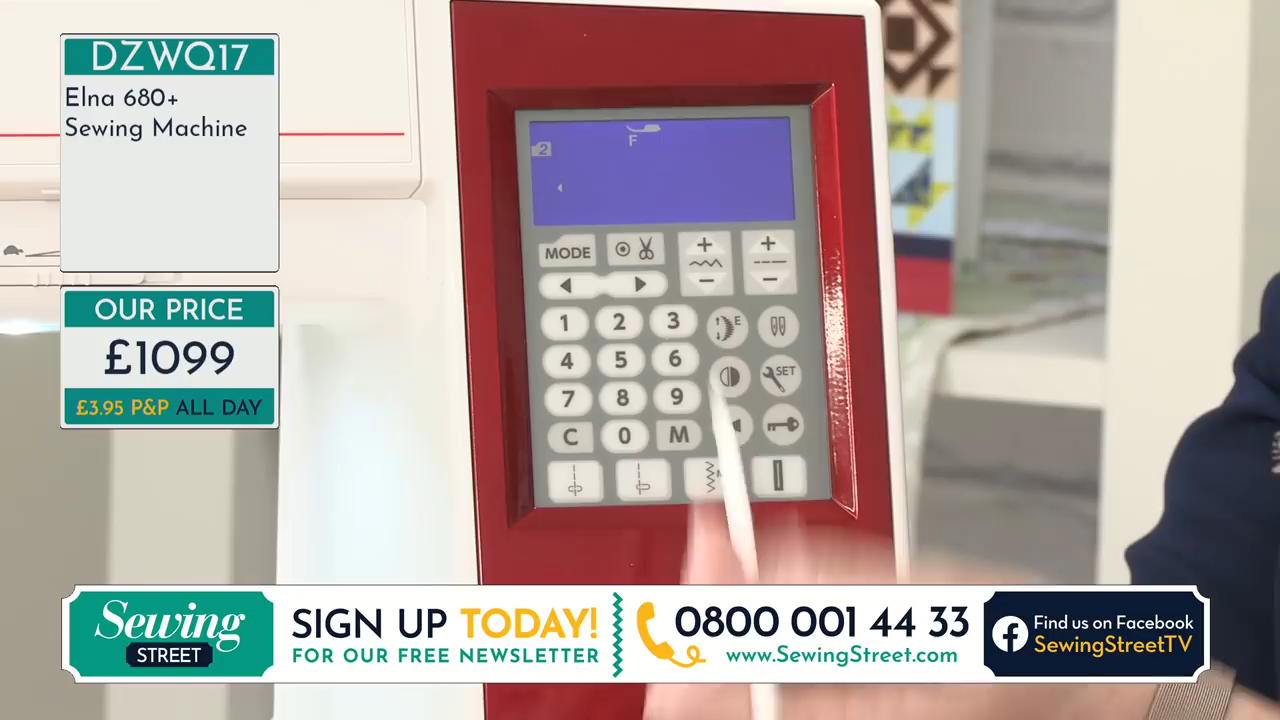 DZWQ17
Elna 680+
Sewing Machine
OUR PRICE
£1099
£3.95 P&P ALL DAY
F
2
MODE
E
1 2 3
4 5 6
SET
7 8 9
C 0 M
Sewing
STREET
SIGN UP TODAY!
FOR OUR FREE NEWSLETTER
0800 001 44 33
www.SewingStreet.com
Find us on Facebook
SewingStreetTV